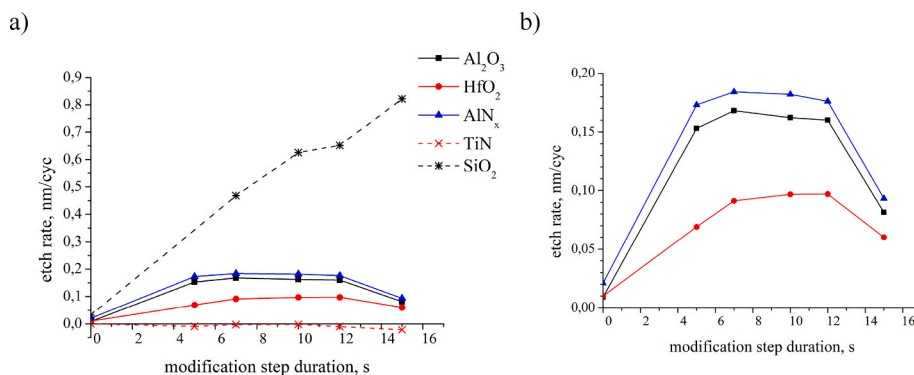 a)
Al₂O₃
HfO₂
AlNₓ
TiN
SiO₂
0,9
0,8
0,7
0,6
0,5
0,4
0,3
0,2
0,1
0,0
etch rate, nm/cyc
0 2 4 6 8 10 12 14 16
modification step duration, s
b)
0,20
0,15
0,10
0,05
0,00
etch rate, nm/cyc
0 2 4 6 8 10 12 14 16
modification step duration, s